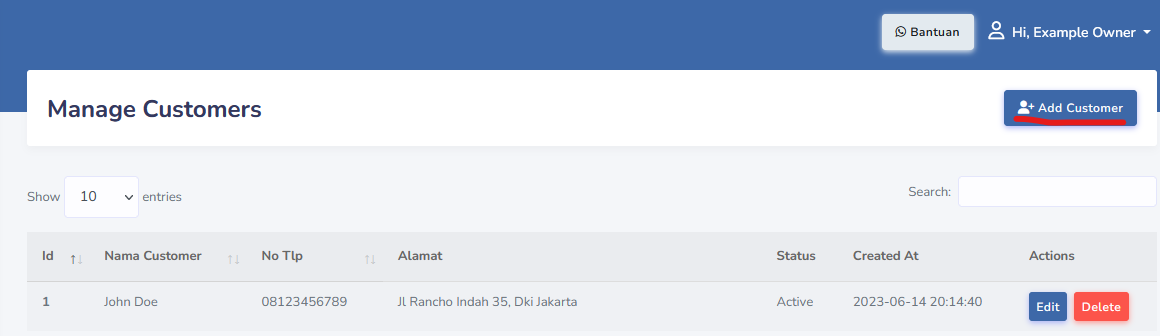 Bantuan
Hi, Example Owner
Manage Customers
Add Customer
Show 10 entries
Search:
Id Nama Customer No Tlp Alamat Status Created At Actions
1 John Doe 08123456789 Jl Rancho Indah 35, Dki Jakarta Active 2023-06-14 20:14:40 Edit Delete